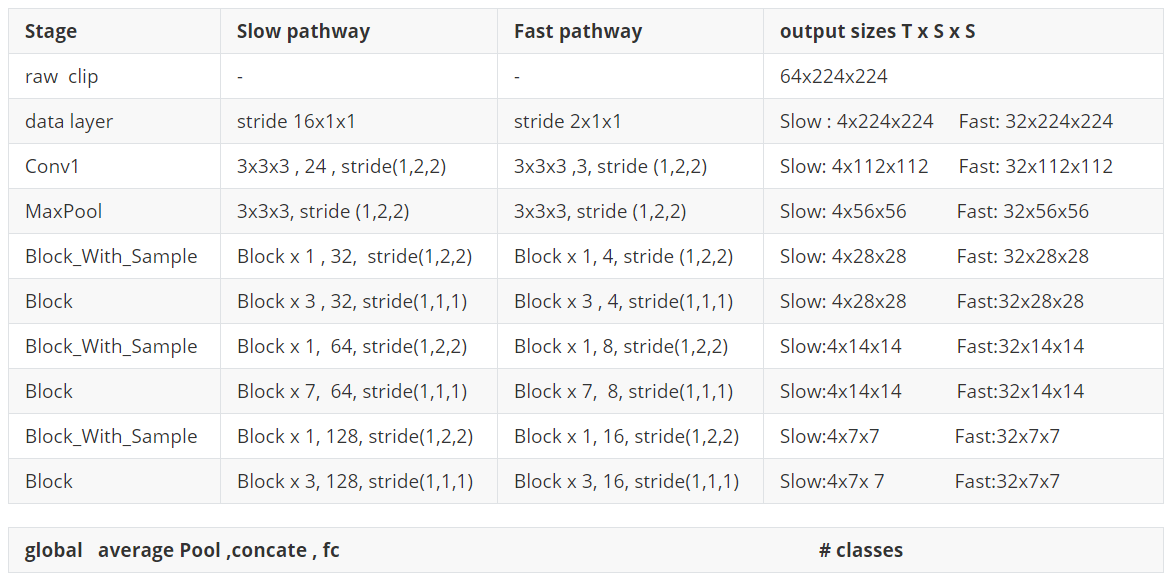 Stage Slow pathway Fast pathway output sizes T x S x S
raw clip - - 64x224x224
data layer stride 16x1x1 stride 2x1x1 Slow : 4x224x224 Fast: 32x224x224
Conv1 3x3x3 , 24 , stride(1,2,2) 3x3x3 ,3, stride (1,2,2) Slow: 4x112x112 Fast: 32x112x112
MaxPool 3x3x3, stride (1,2,2) 3x3x3, stride (1,2,2) Slow: 4x56x56 Fast: 32x56x56
Block_With_Sample Block x 1 , 32, stride(1,2,2) Block x 1, 4, stride (1,2,2) Slow: 4x28x28 Fast: 32x28x28
Block Block x 3 , 32, stride(1,1,1) Block x 3 , 4, stride(1,1,1) Slow: 4x28x28 Fast:32x28x28
Block_With_Sample Block x 1, 64, stride(1,2,2) Block x 1, 8, stride(1,2,2) Slow:4x14x14 Fast:32x14x14
Block Block x 7, 64, stride(1,1,1) Block x 7, 8, stride(1,1,1) Slow:4x14x14 Fast:32x14x14
Block_With_Sample Block x 1, 128, stride(1,2,2) Block x 1, 16, stride(1,2,2) Slow:4x7x7 Fast:32x7x7
Block Block x 3, 128, stride(1,1,1) Block x 3, 16, stride(1,1,1) Slow:4x7x 7 Fast:32x7x7
global average Pool ,concate , fc # classes